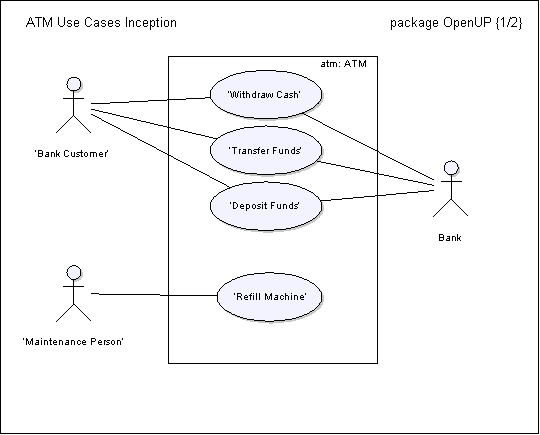 ATM Use Cases Inception
package OpenUP {1/2}
atm: ATM
'Withdraw Cash'
'Bank Customer'
'Transfer Funds'
'Deposit Funds'
Bank
'Refill Machine'
'Maintenance Person'